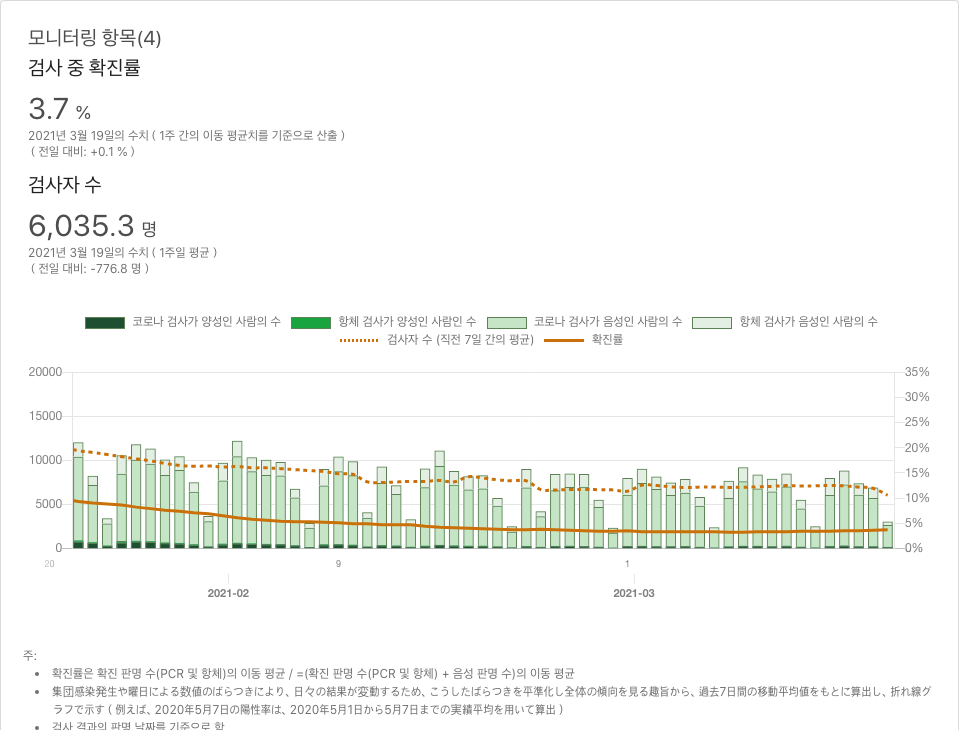 모니터링 항목(4)
검사 중 확진률
3.7 %
2021년 3월 19일의 수치 ( 1주 간의 이동 평균치를 기준으로 산출 )
( 전일 대비: +0.1 % )
검사자 수
6,035.3 명
2021년 3월 19일의 수치 ( 1주일 평균 )
( 전일 대비: -776.8 명 )
코로나 검사가 양성인 사람의 수 항체 검사가 양성인 사람인 수 코로나 검사가 음성인 사람의 수 항체 검사가 음성인 사람의 수
검사자 수 (직전 7일 간의 평균) 확진률
20000 35%
30%
15000 25%
20%
10000 15%
10%
5000 5%
0 0%
20 9 1
2021-02 2021-03
주:
• 확진률은 확진 판명 수(PCR 및 항체)의 이동 평균 / =(확진 판명 수(PCR 및 항체) + 음성 판명 수)의 이동 평균
• 集団感染発生や曜日による数値のばらつきにより、日々の結果が変動するため、こうしたばらつきを平準化し全体の傾向を見る趣旨から、過去7日間の移動平均値をもとに算出し、折れ線グ
ラフで示す ( 例えば、2020年5月7日の陽性率は、2020年5月1日から5月7日までの実績平均を用いて算出 )
• 검사 결과의 판명 날짜를 기준으로 함